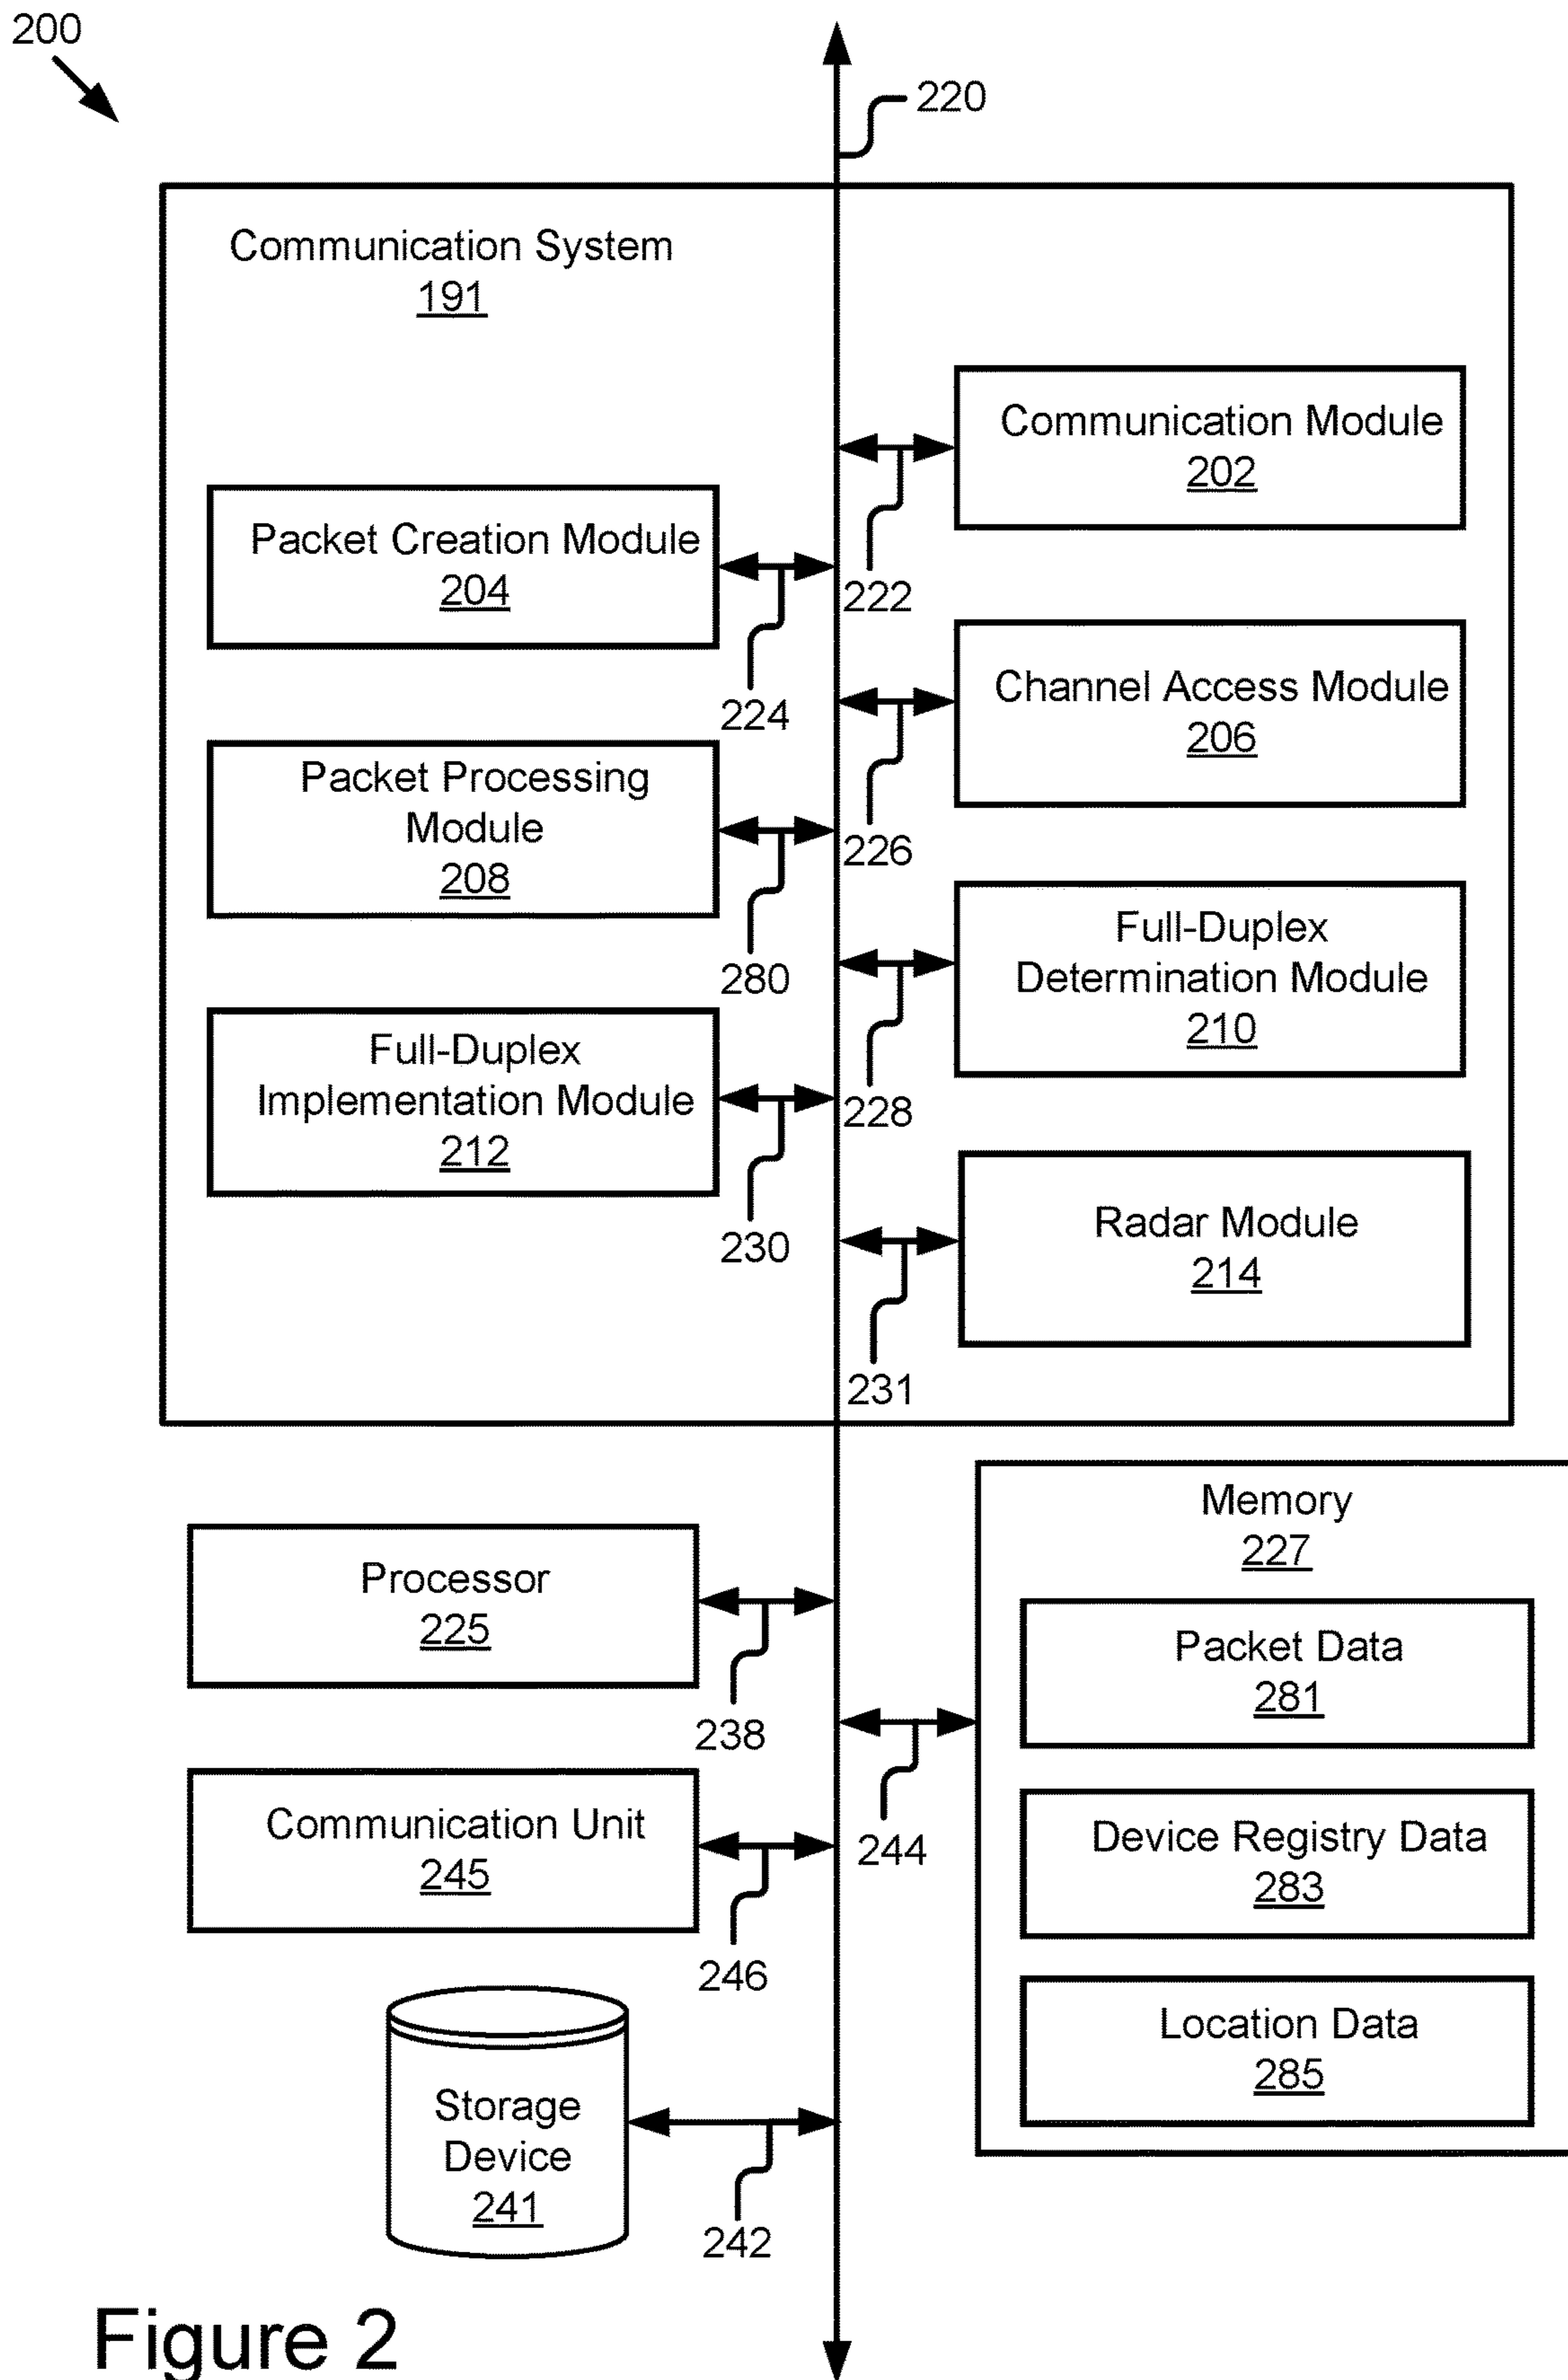 200
220
Communication System
191
Communication Module
202
222
Packet Creation Module
204
224
Channel Access Module
206
226
Packet Processing
Module
208
280
Full-Duplex
Determination Module
210
228
Full-Duplex
Implementation Module
212
230
Radar Module
214
231
Memory
227
Processor
225
238
Packet Data
281
244
Communication Unit
245
246
Device Registry Data
283
Location Data
285
Storage
Device
241
242
Figure 2